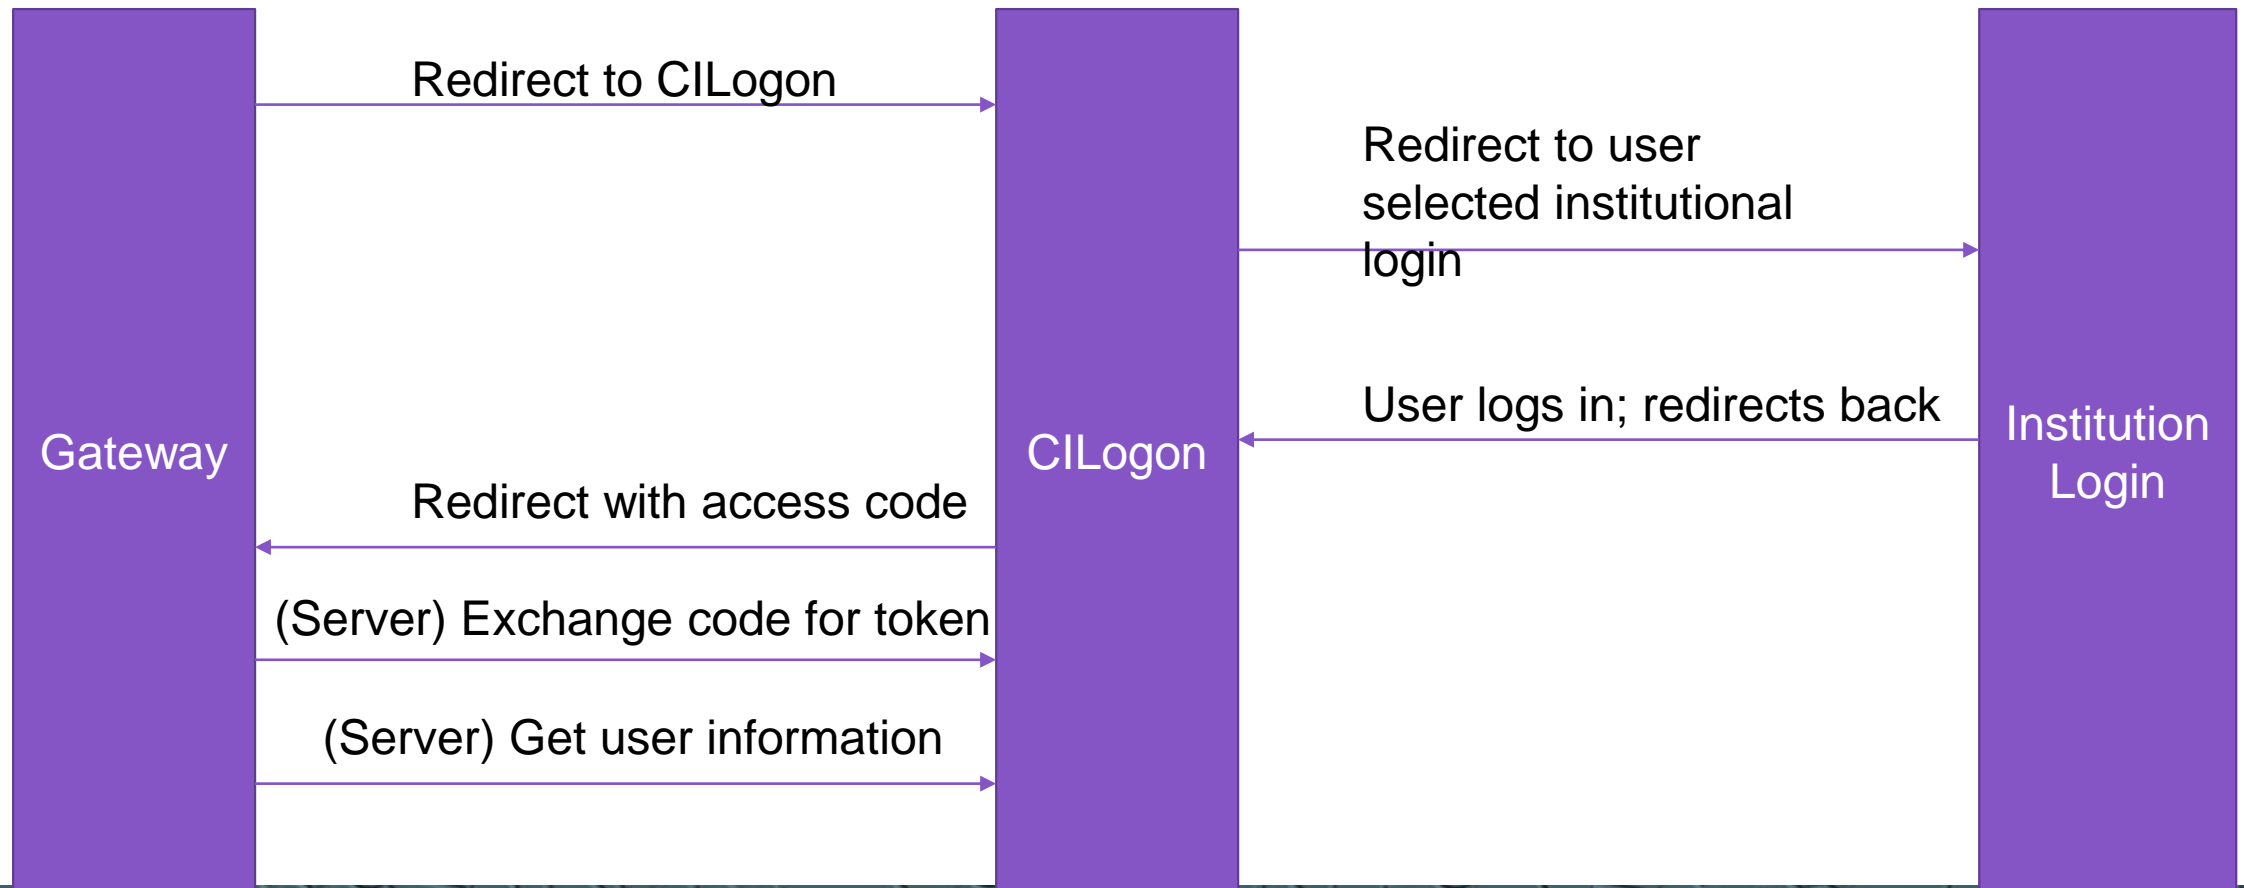 Redirect to CILogon
Redirect to user
selected institutional
login
User logs in; redirects back
Gateway
CILogon
Institution
Login
Redirect with access code
(Server) Exchange code for token
(Server) Get user information